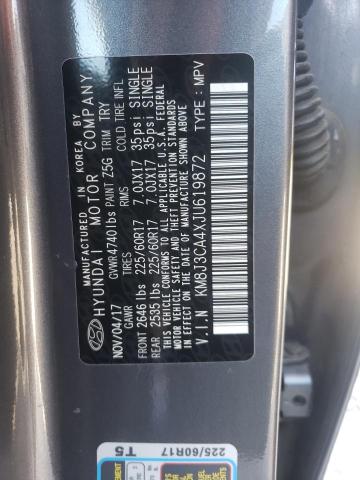 MANUFACTURED IN KOREA BY
HYUNDAI MOTOR COMPANY
NOV/04/17 GVWR 4740 lbs PAINT Z5G TRIM TRY
GAWR TIRES RIMS COLD TIRE INFL
FRONT 2646 lbs 225/60R17 7.0JX17 35psi SINGLE
REAR 2535 lbs 225/60R17 7.0JX17 35psi SINGLE
THIS VEHICLE CONFORMS TO ALL APPLICABLE U.S.A. FEDERAL
MOTOR VEHICLE SAFETY, BUMPER, AND THEFT PREVENTION
STANDARDS IN EFFECT ON THE DATE OF
MANUFACTURE SHOWN ABOVE.
V.I.N KM8J3CA4XJU619872 TYPE: MPV
225/60R17
T5